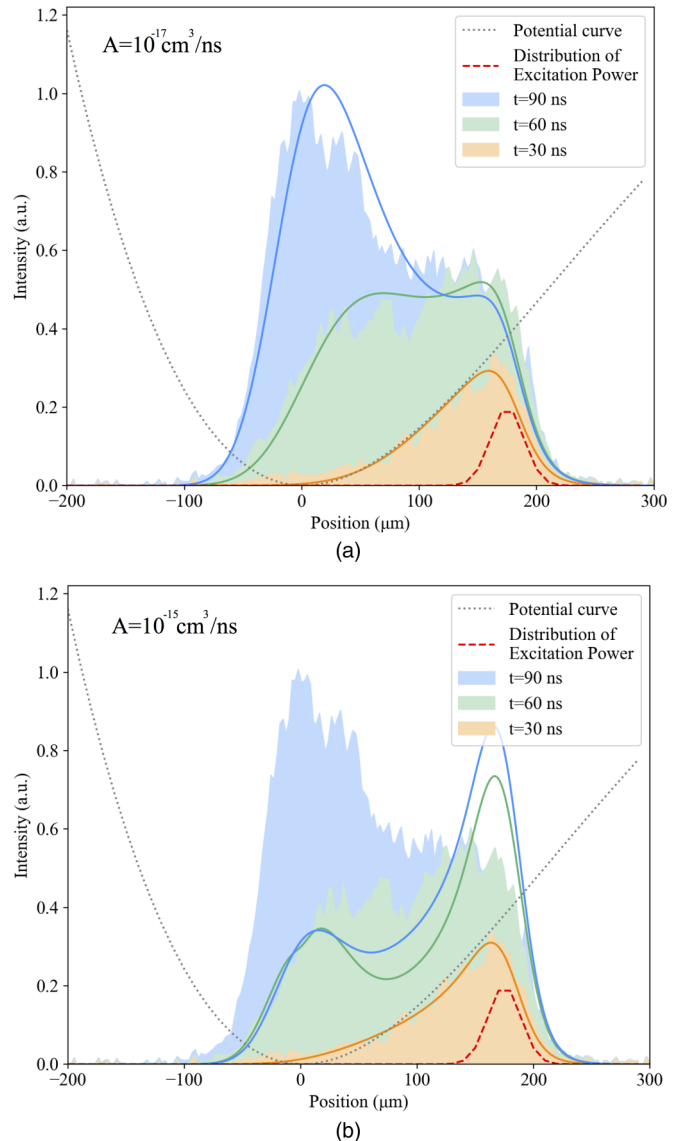 1.2
1.0
0.8
0.6
0.4
0.2
0.0
Intensity (a.u.)
A=10⁻¹⁷cm³/ns
Potential curve
Distribution of
Excitation Power
t=90 ns
t=60 ns
t=30 ns
−200 −100 0 100 200 300
Position (μm)
(a)
1.2
1.0
0.8
0.6
0.4
0.2
0.0
Intensity (a.u.)
A=10⁻¹⁵cm³/ns
Potential curve
Distribution of
Excitation Power
t=90 ns
t=60 ns
t=30 ns
−200 −100 0 100 200 300
Position (μm)
(b)